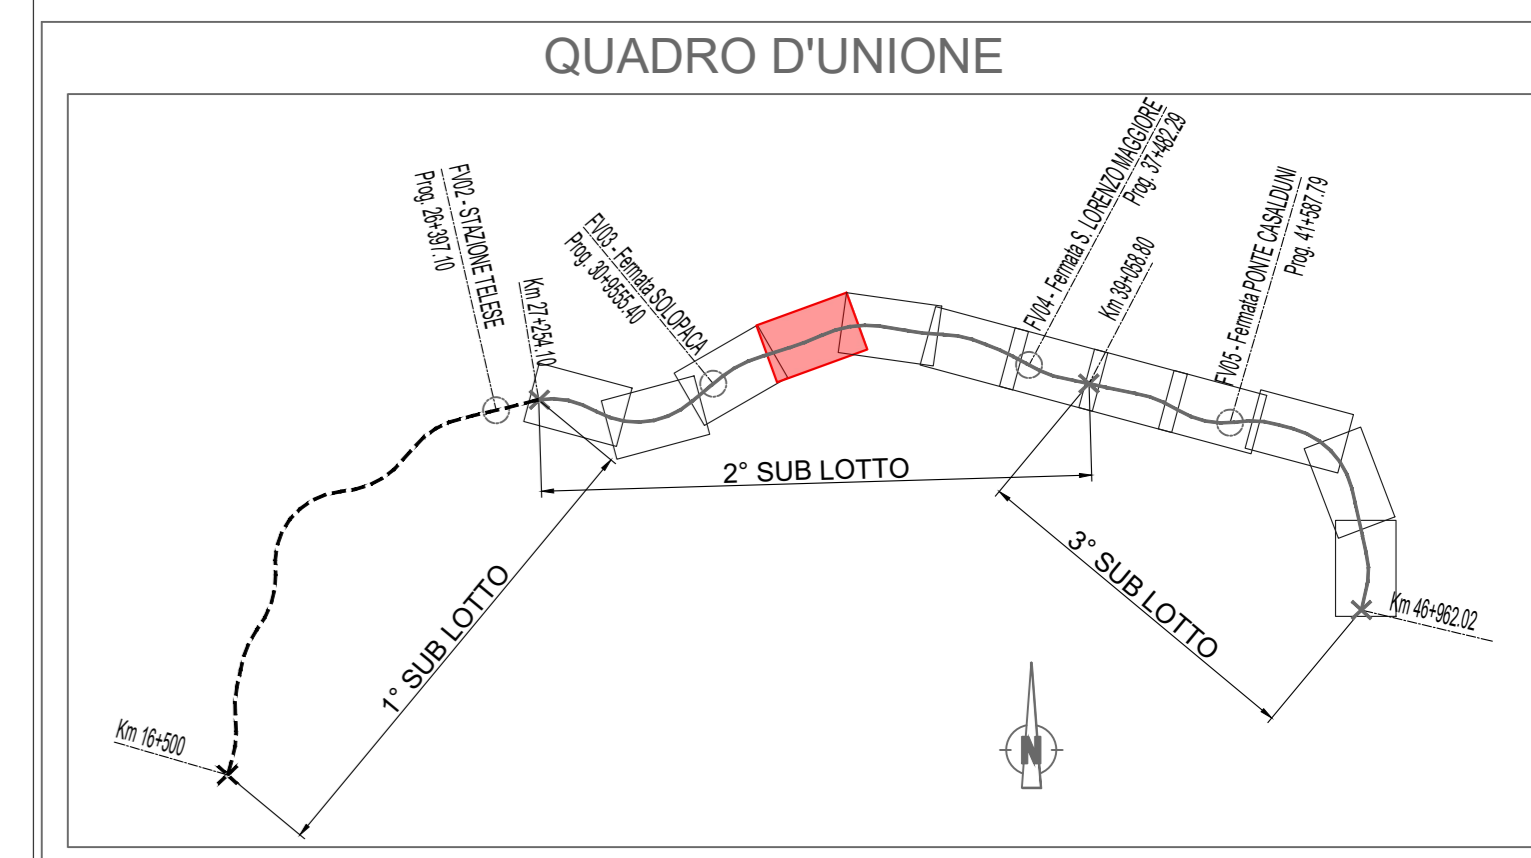 QUADRO D'UNIONE
FV02 - STAZIONE TELESE
Prog. 26+397.10
Km 27+254.10
FV03 - Fermata SOLOPACA
Prog. 30+9555.40
FV04 - Fermata S. LORENZO MAGGIORE
Prog. 37+482.29
Km 39+058.80
FV05 - Fermata PONTE CASALDUNI
Prog. 41+587.79
2° SUB LOTTO
1° SUB LOTTO
3° SUB LOTTO
Km 46+962.02
Km 16+500
N